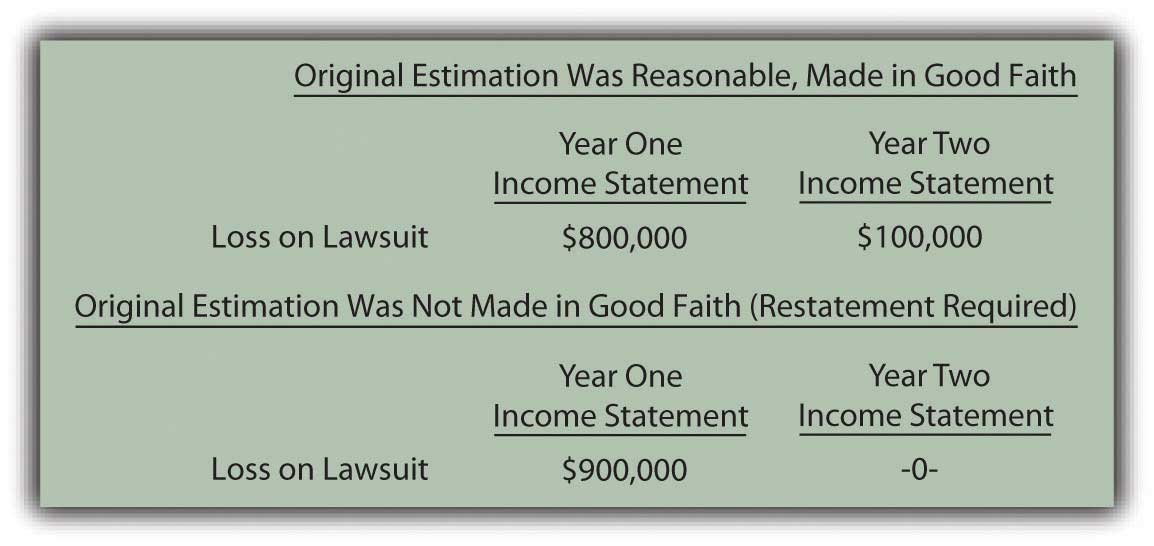 Original Estimation Was Reasonable, Made in Good Faith
Year One Year Two
Income Statement Income Statement
Loss on Lawsuit $800,000 $100,000
Original Estimation Was Not Made in Good Faith (Restatement Required)
Year One Year Two
Income Statement Income Statement
Loss on Lawsuit $900,000 -0-